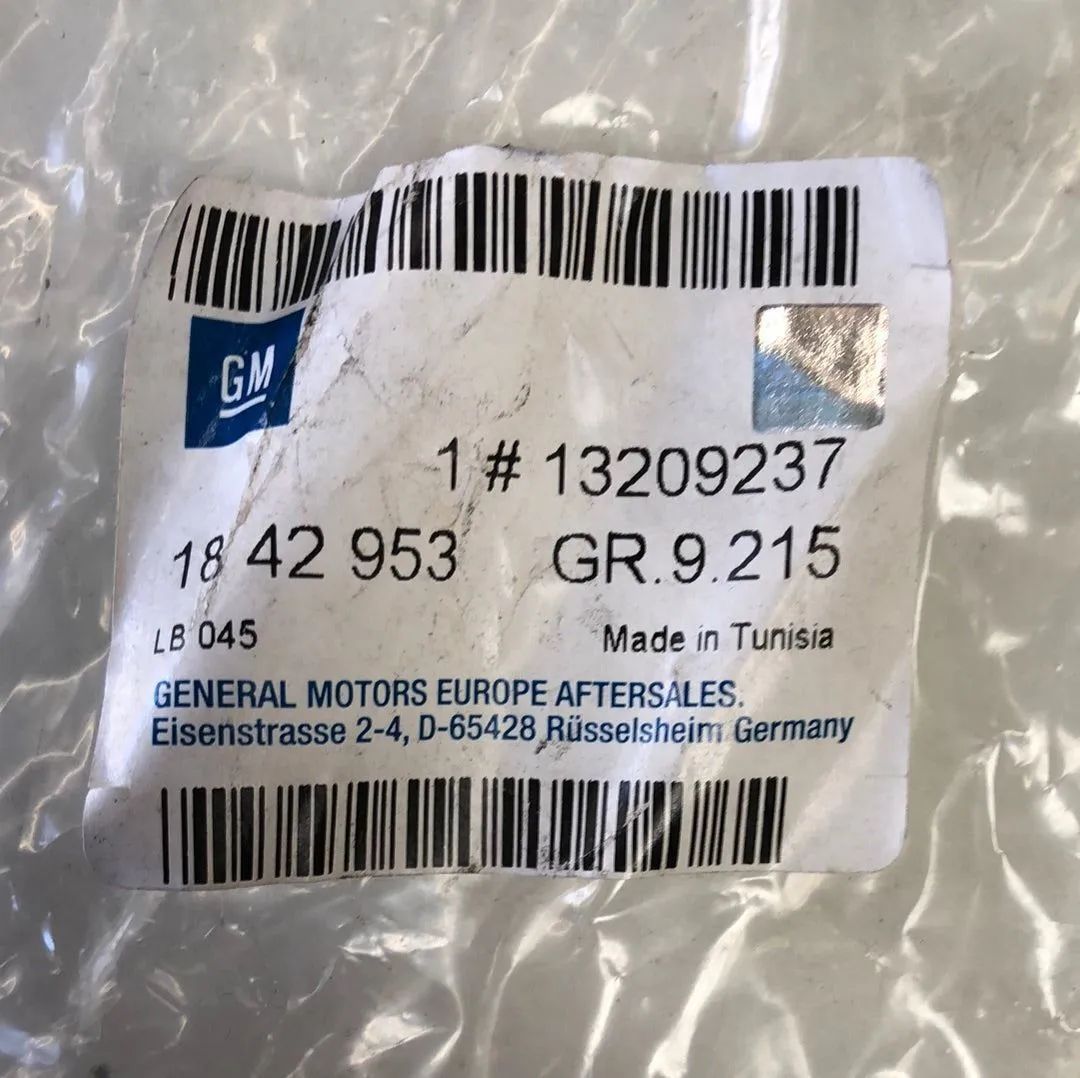 GM
1 # 13209237
18 42 953 GR.9.215
LB 045 Made in Tunisia
GENERAL MOTORS EUROPE AFTERSALES.
Eisenstrasse 2-4, D-65428 Rüsselsheim Germany